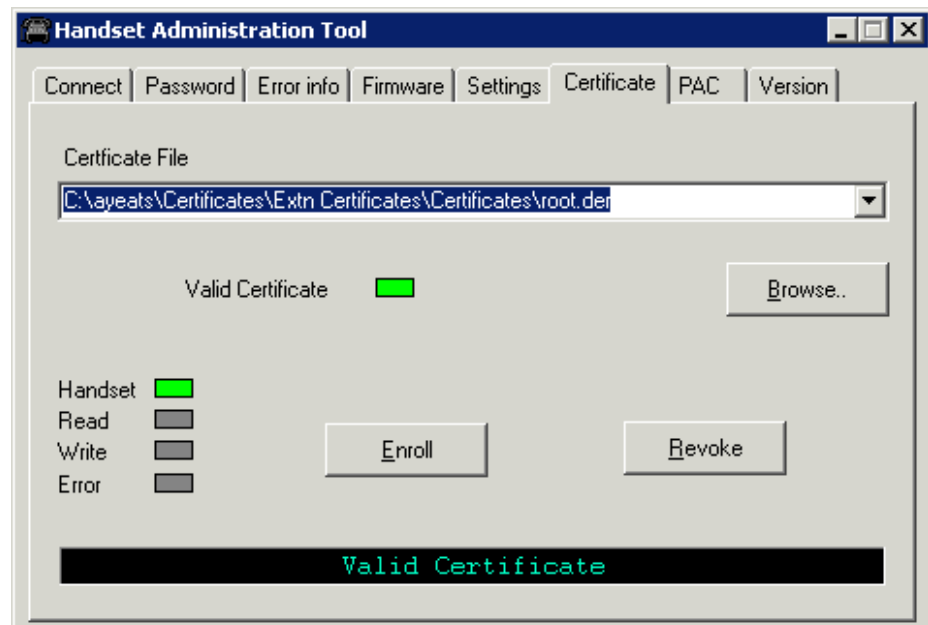 Handset Administration Tool
Connect Password Error info Firmware Settings Certificate PAC Version
Certficate File
C:\ayeats\Certificates\Extn Certificates\Certificates\root.der
Valid Certificate
Browse..
Handset
Read
Write
Error
Enroll
Revoke
Valid Certificate